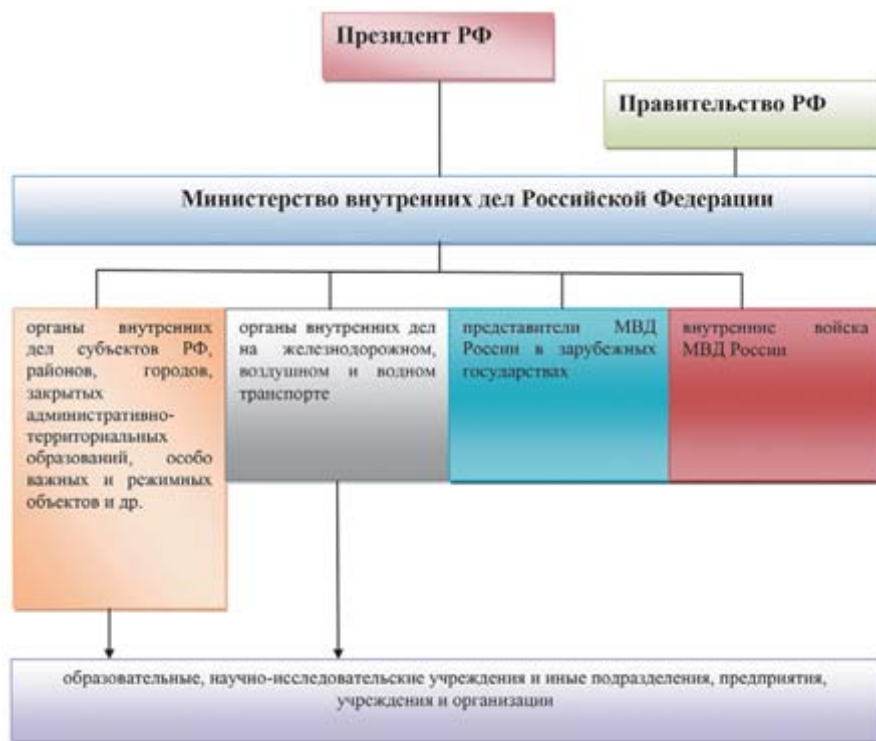 Президент РФ
Правительство РФ
Министерство внутренних дел Российской Федерации
органы внутренних
дел субъектов РФ,
районов, городов,
закрытых
административно-
территориальных
образований, особо
важных и режимных
объектов и др.
органы внутренних дел
на железнодорожном,
воздушном и водном
транспорте
представители МВД
России в зарубежных
государствах
внутренние войска
МВД России
образовательные, научно-исследовательские учреждения и иные подразделения, предприятия,
учреждения и организации